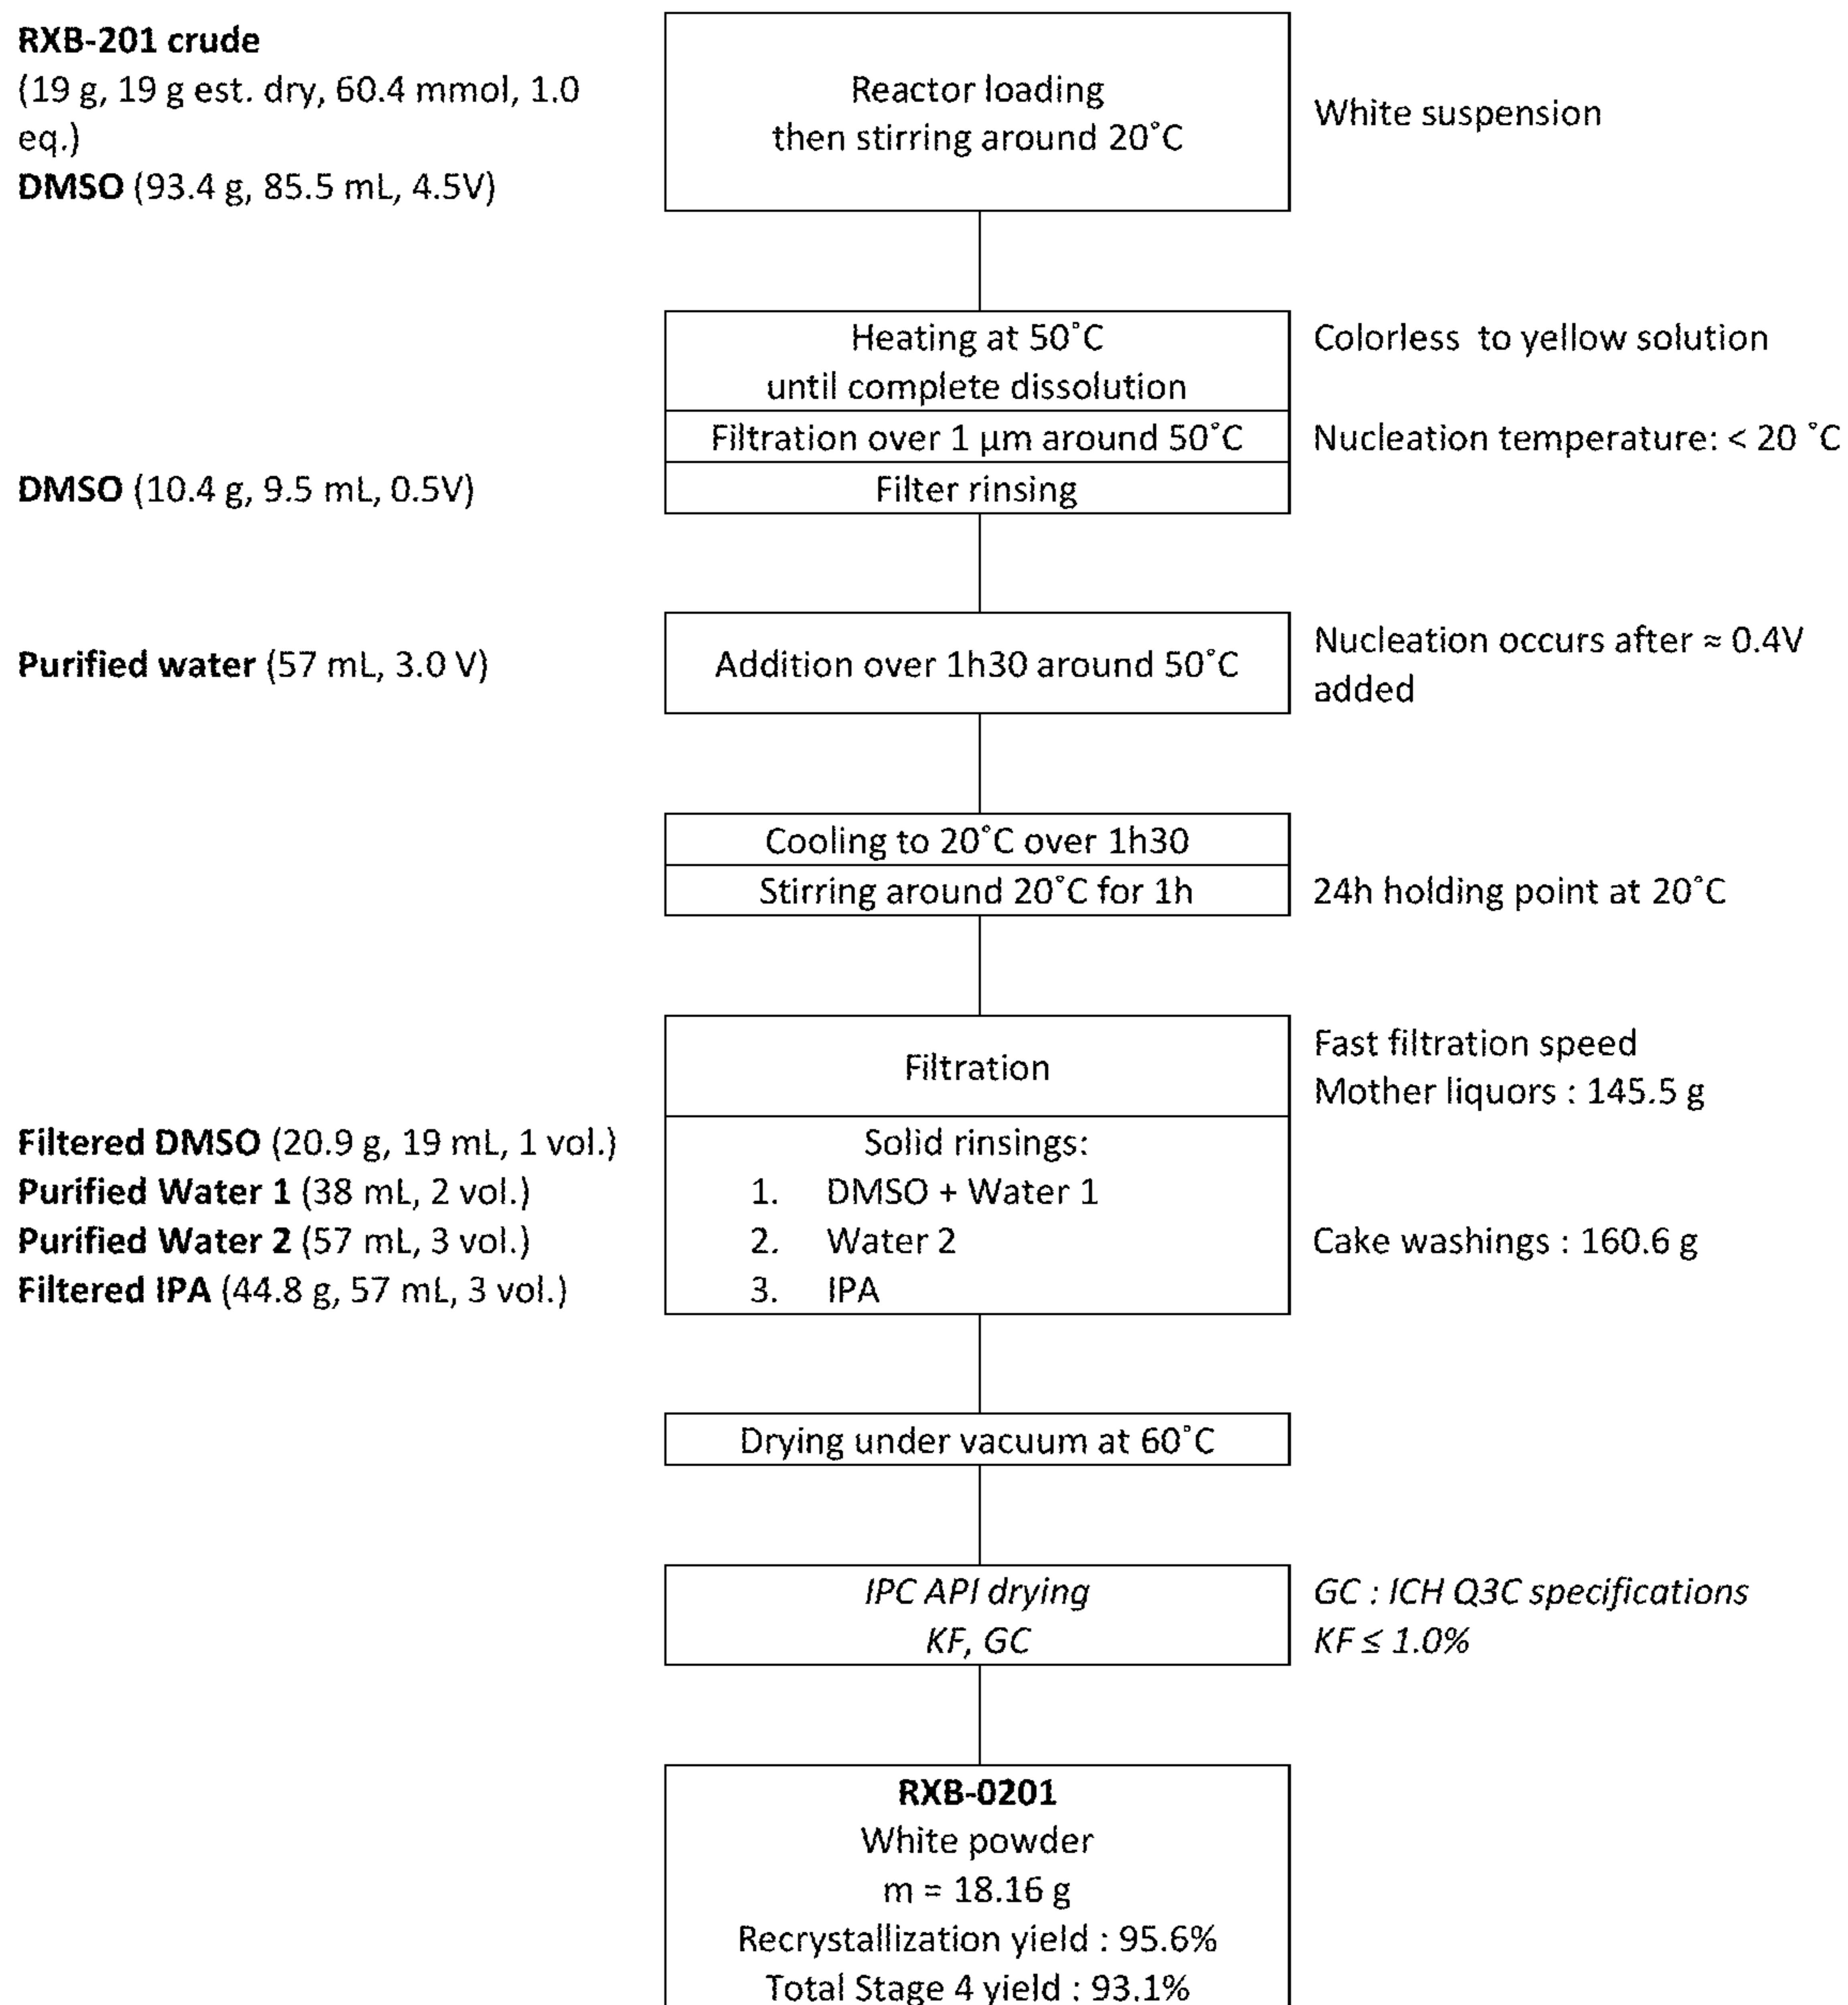 RXB-201 crude
(19 g, 19 g est. dry, 60.4 mmol, 1.0
eq.)
DMSO (93.4 g, 85.5 mL, 4.5V)
Reactor loading
then stirring around 20˚C
White suspension
Heating at 50˚C
until complete dissolution
Colorless to yellow solution
Filtration over 1 µm around 50˚C
Nucleation temperature: < 20 ˚C
DMSO (10.4 g, 9.5 mL, 0.5V)
Filter rinsing
Purified water (57 mL, 3.0 V)
Addition over 1h30 around 50˚C
Nucleation occurs after ≈ 0.4V
added
Cooling to 20˚C over 1h30
Stirring around 20˚C for 1h
24h holding point at 20˚C
Filtration
Fast filtration speed
Mother liquors : 145.5 g
Filtered DMSO (20.9 g, 19 mL, 1 vol.)
Purified Water 1 (38 mL, 2 vol.)
Purified Water 2 (57 mL, 3 vol.)
Filtered IPA (44.8 g, 57 mL, 3 vol.)
Solid rinsings:
1. DMSO + Water 1
2. Water 2
3. IPA
Cake washings : 160.6 g
Drying under vacuum at 60˚C
IPC API drying
KF, GC
GC : ICH Q3C specifications
KF ≤ 1.0%
RXB-0201
White powder
m = 18.16 g
Recrystallization yield : 95.6%
Total Stage 4 yield : 93.1%